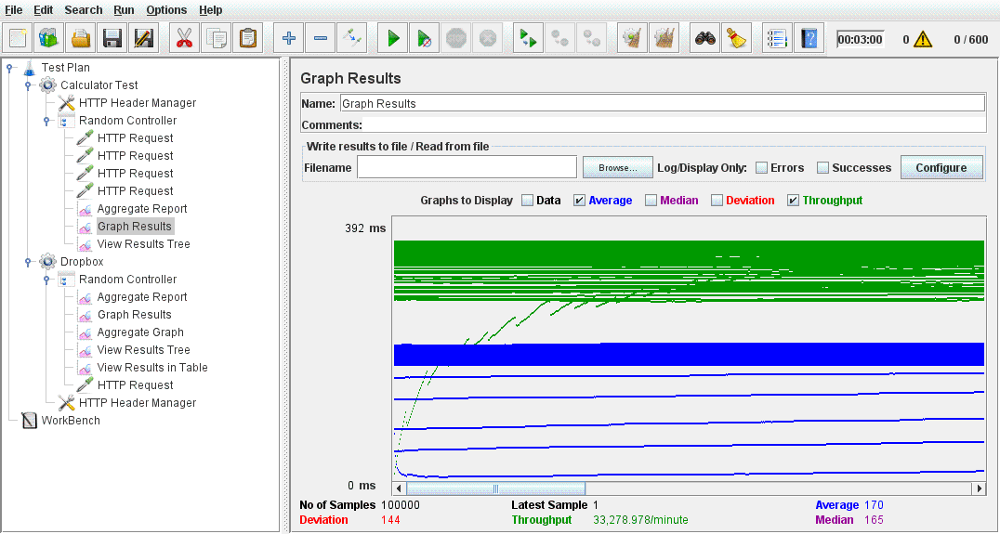 File Edit Search Run Options Help
00:03:00 0 0 / 600
Test Plan
Calculator Test
HTTP Header Manager
Random Controller
HTTP Request
HTTP Request
HTTP Request
HTTP Request
Aggregate Report
Graph Results
View Results Tree
Dropbox
Random Controller
Aggregate Report
Graph Results
Aggregate Graph
View Results Tree
View Results in Table
HTTP Request
HTTP Header Manager
WorkBench
Graph Results
Name: Graph Results
Comments:
Write results to file / Read from file
Filename Browse... Log/Display Only: Errors Successes Configure
Graphs to Display Data Average Median Deviation Throughput
392 ms
0 ms
No of Samples 100000 Latest Sample 1 Average 170
Deviation 144 Throughput 33,278.978/minute Median 165